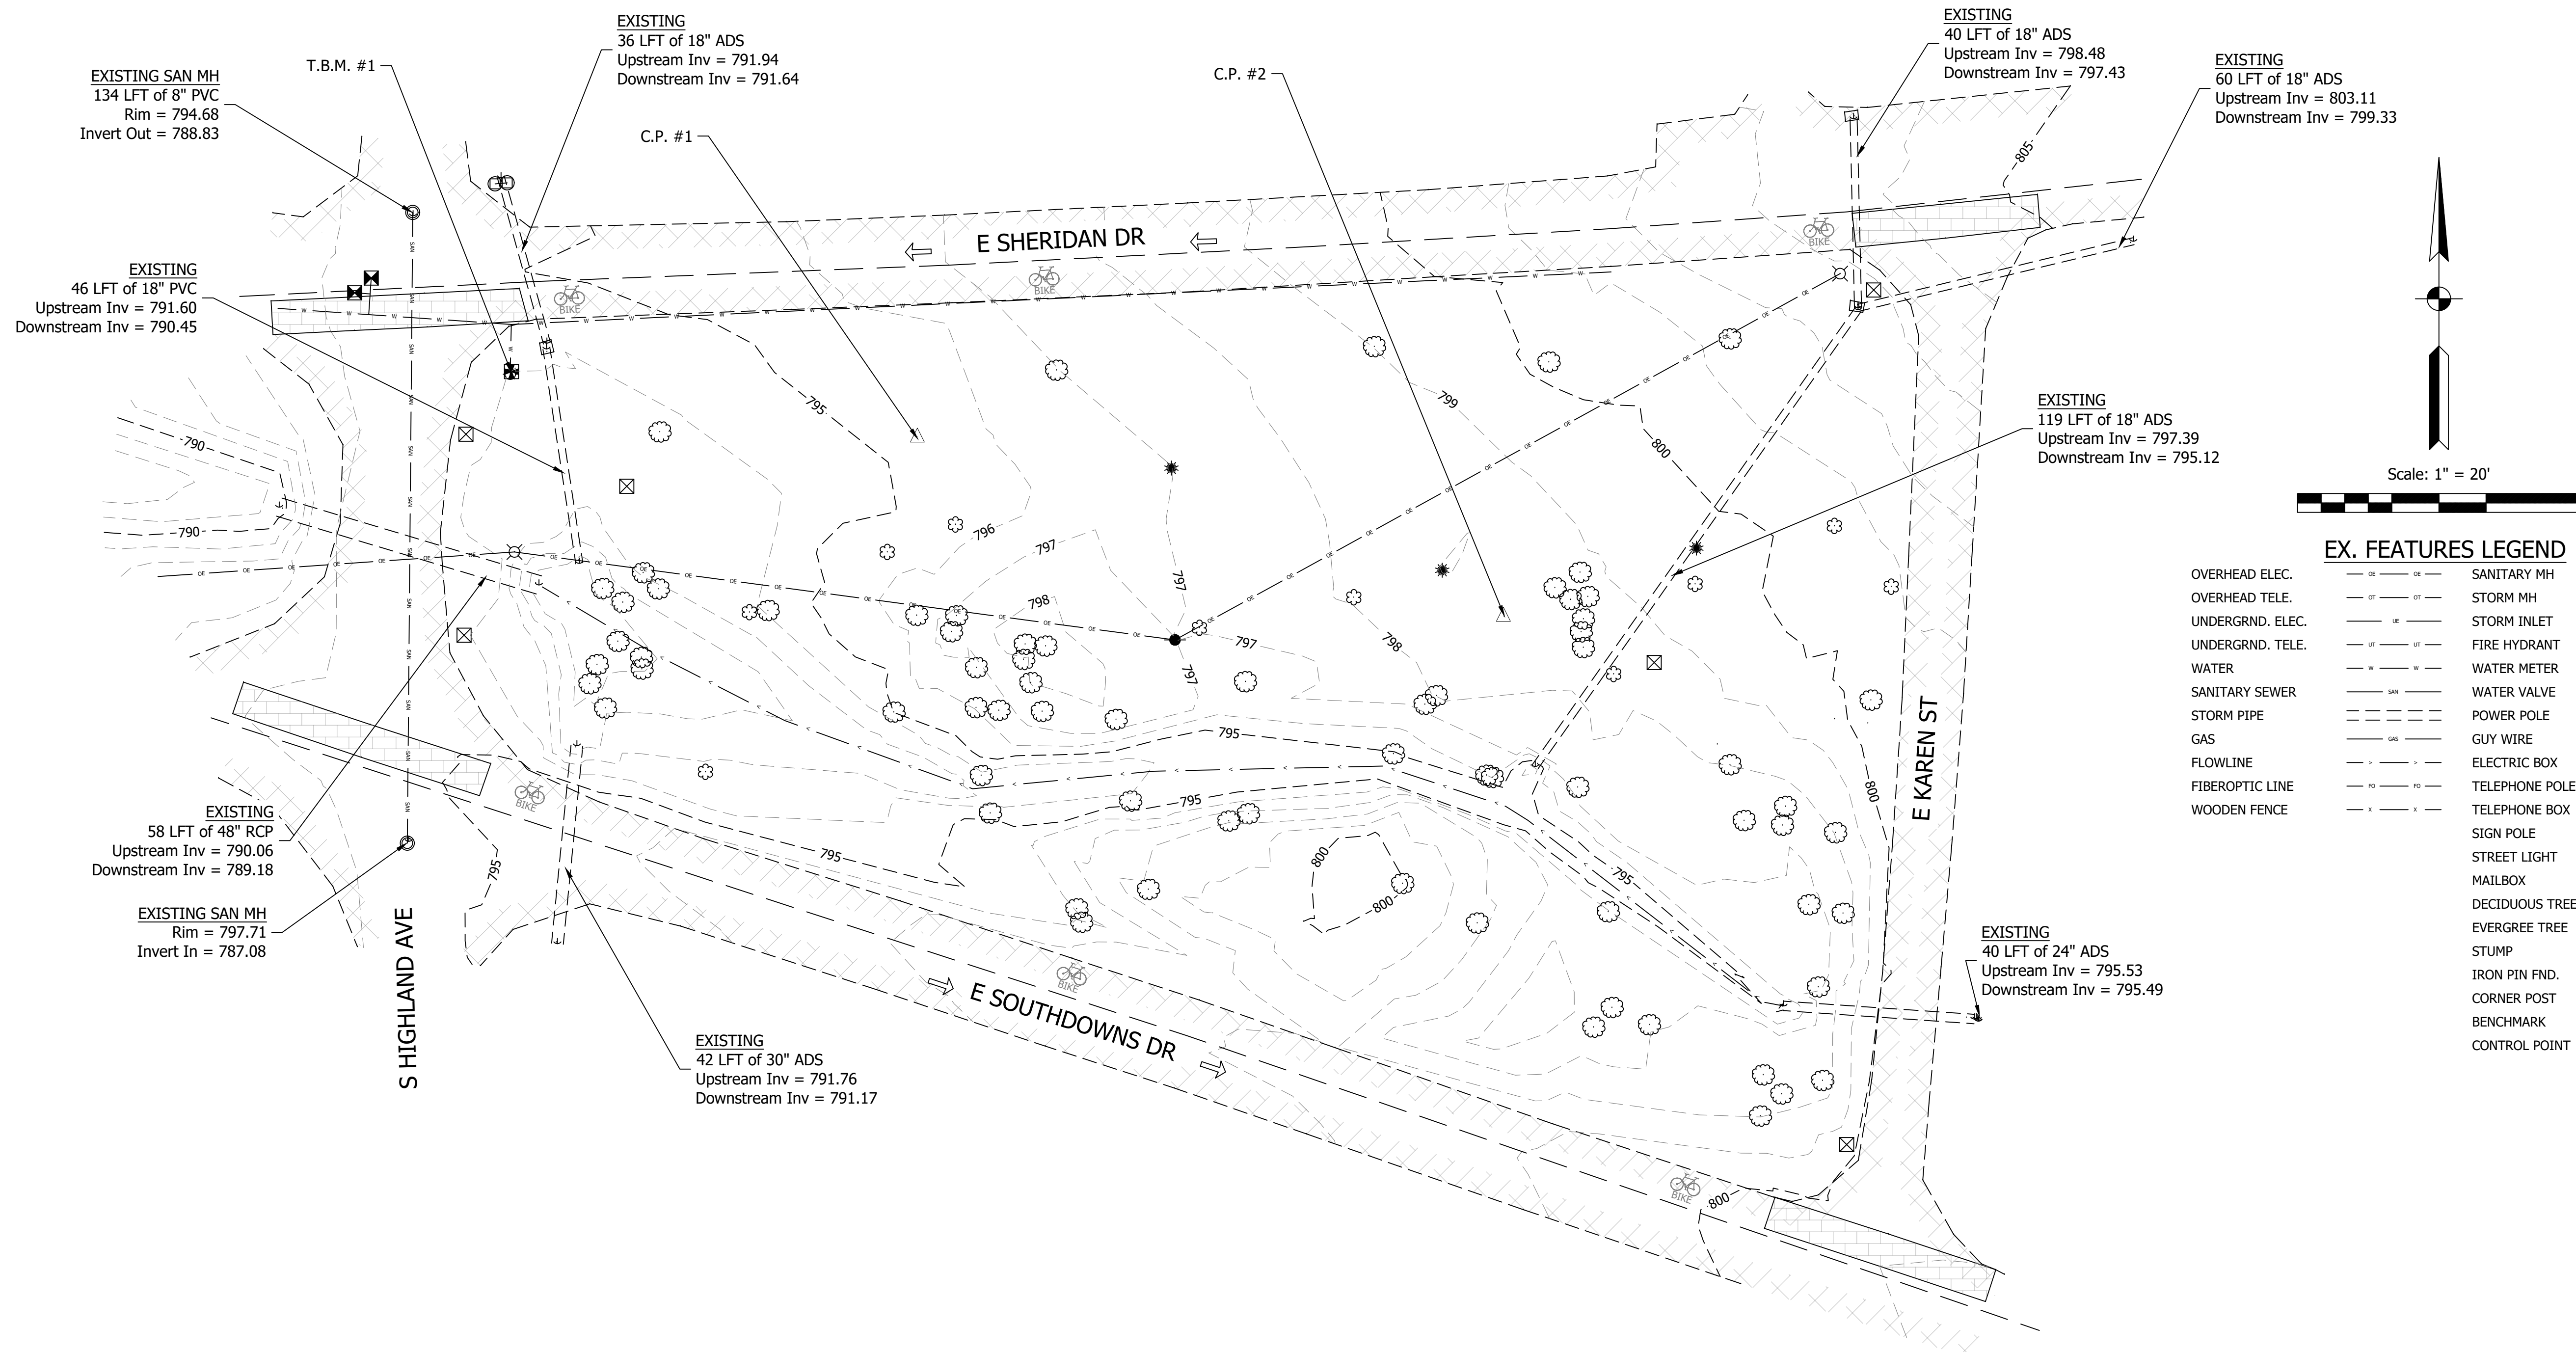 EXISTING
36 LFT of 18" ADS
Upstream Inv = 791.94
Downstream Inv = 791.64
T.B.M. #1
EXISTING SAN MH
134 LFT of 8" PVC
Rim = 794.68
Invert Out = 788.83
C.P. #1
C.P. #2
EXISTING
40 LFT of 18" ADS
Upstream Inv = 798.48
Downstream Inv = 797.43
EXISTING
60 LFT of 18" ADS
Upstream Inv = 803.11
Downstream Inv = 799.33
805
E SHERIDAN DR
BIKE
BIKE
BIKE
EXISTING
46 LFT of 18" PVC
Upstream Inv = 791.60
Downstream Inv = 790.45
795
799
800
790
790
796
797
797
798
797
797
798
EXISTING
119 LFT of 18" ADS
Upstream Inv = 797.39
Downstream Inv = 795.12
Scale: 1" = 20'
EX. FEATURES LEGEND
OVERHEAD ELEC.
OE OE
SANITARY MH
OVERHEAD TELE.
OT OT
STORM MH
UNDERGRND. ELEC.
UE
STORM INLET
UNDERGRND. TELE.
UT UT
FIRE HYDRANT
WATER
W W
WATER METER
SANITARY SEWER
SAN
WATER VALVE
STORM PIPE
POWER POLE
GAS
GAS
GUY WIRE
FLOWLINE
> >
ELECTRIC BOX
FIBEROPTIC LINE
FO FO
TELEPHONE POLE
WOODEN FENCE
X X
TELEPHONE BOX
SIGN POLE
STREET LIGHT
MAILBOX
DECIDUOUS TREE
EVERGREE TREE
STUMP
IRON PIN FND.
CORNER POST
BENCHMARK
CONTROL POINT
795
795
795
795
795
800
800
800
800
E KAREN ST
BIKE
EXISTING
58 LFT of 48" RCP
Upstream Inv = 790.06
Downstream Inv = 789.18
EXISTING SAN MH
Rim = 797.71
Invert In = 787.08
S HIGHLAND AVE
EXISTING
42 LFT of 30" ADS
Upstream Inv = 791.76
Downstream Inv = 791.17
BIKE
E SOUTHDOWNS DR
EXISTING
40 LFT of 24" ADS
Upstream Inv = 795.53
Downstream Inv = 795.49
BIKE